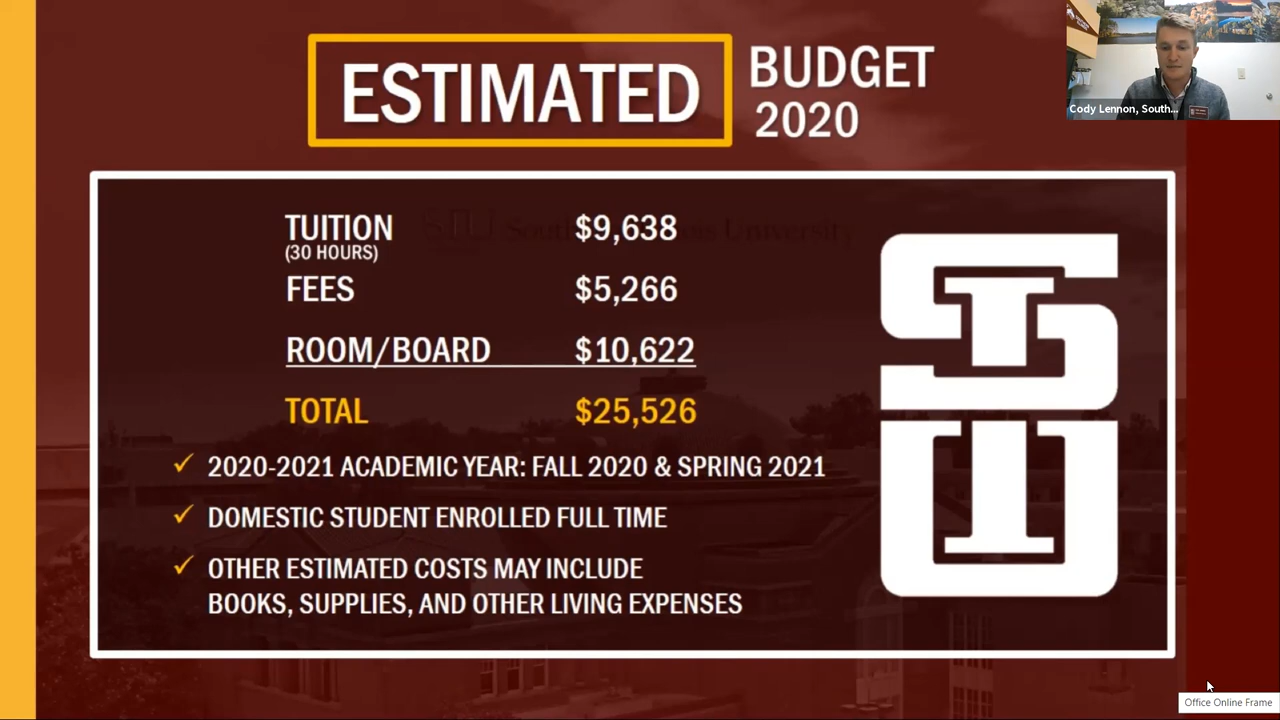 ESTIMATED
BUDGET
2020
Cody Lennon, South...
TUITION $9,638
(30 HOURS)
FEES $5,266
ROOM/BOARD $10,622
TOTAL $25,526
✓ 2020-2021 ACADEMIC YEAR: FALL 2020 & SPRING 2021
✓ DOMESTIC STUDENT ENROLLED FULL TIME
✓ OTHER ESTIMATED COSTS MAY INCLUDE
BOOKS, SUPPLIES, AND OTHER LIVING EXPENSES
SIU
Office Online Frame